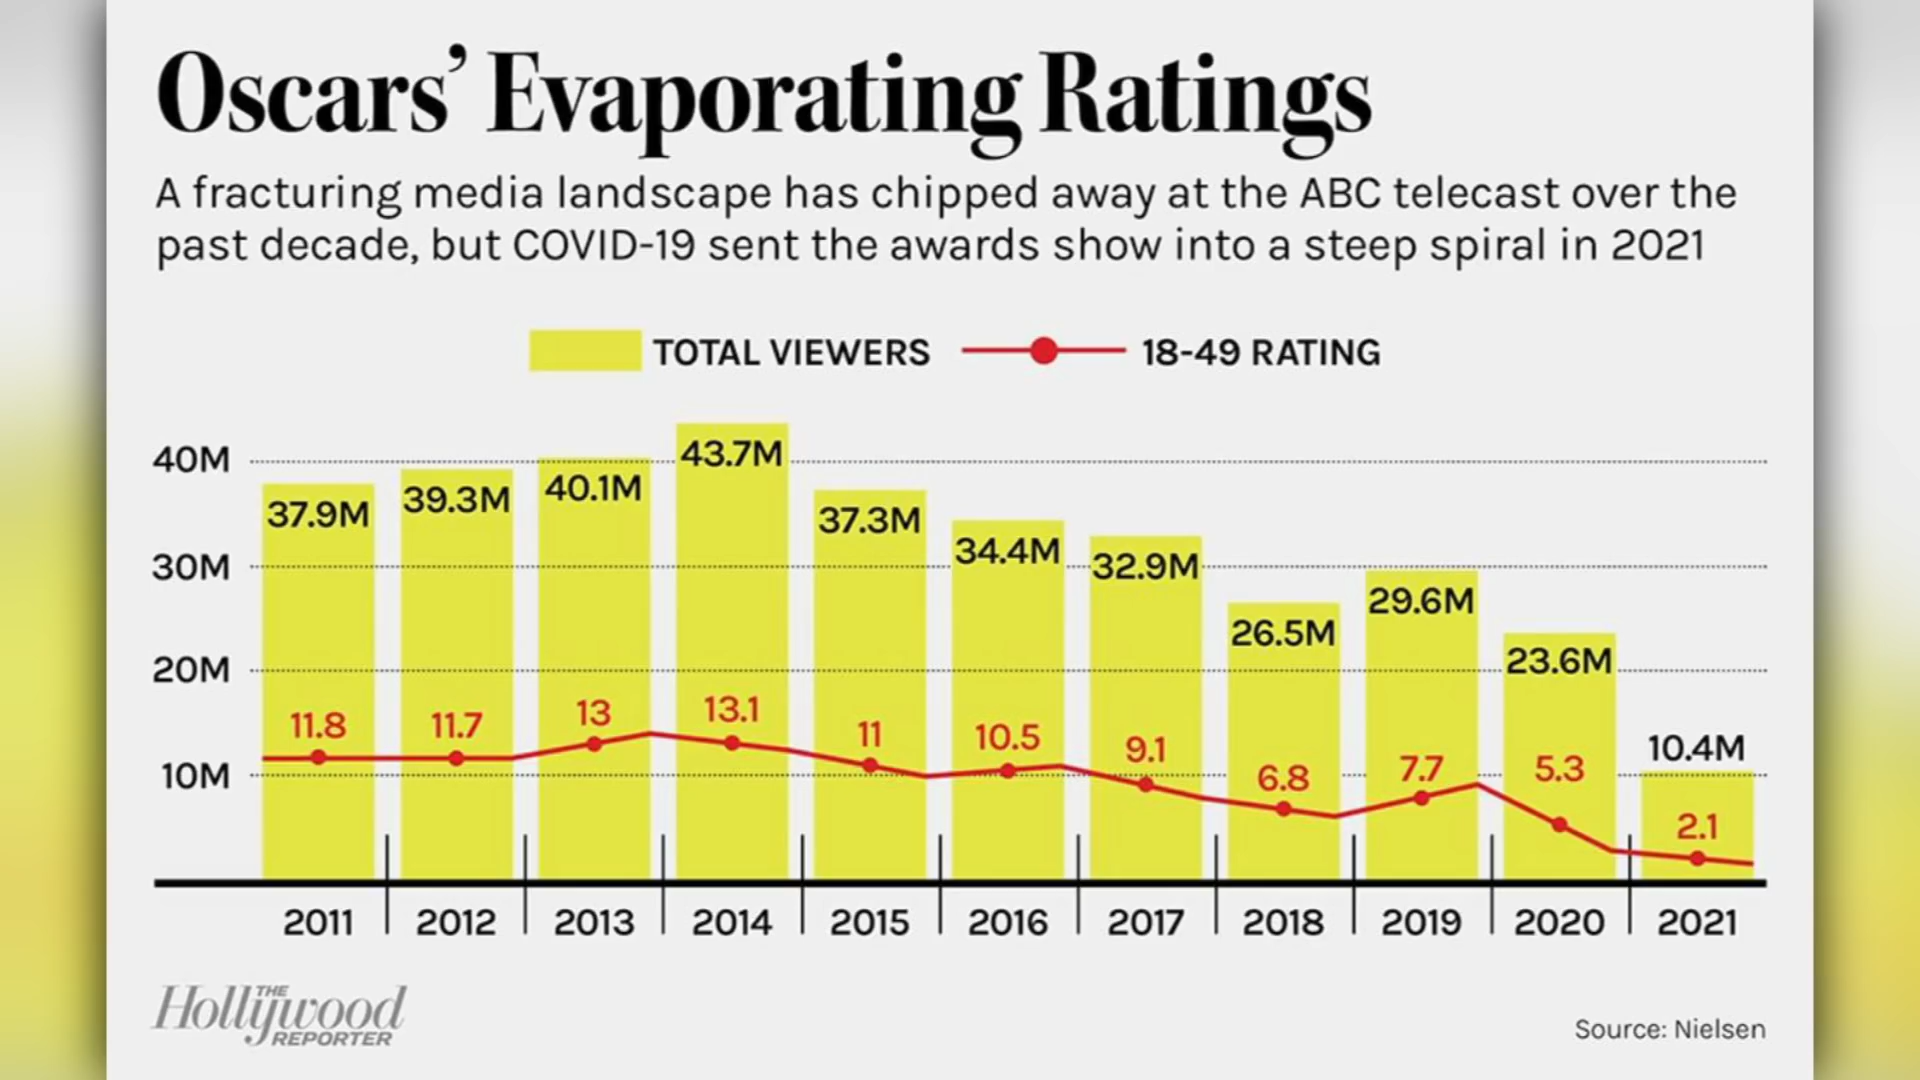 Oscars’ Evaporating Ratings
A fracturing media landscape has chipped away at the ABC telecast over the
past decade, but COVID-19 sent the awards show into a steep spiral in 2021
TOTAL VIEWERS 18-49 RATING
40M
30M
20M
10M
37.9M
39.3M
40.1M
43.7M
37.3M
34.4M
32.9M
26.5M
29.6M
23.6M
10.4M
11.8
11.7
13
13.1
11
10.5
9.1
6.8
7.7
5.3
2.1
2011 2012 2013 2014 2015 2016 2017 2018 2019 2020 2021
THE
Hollywood
REPORTER
Source: Nielsen